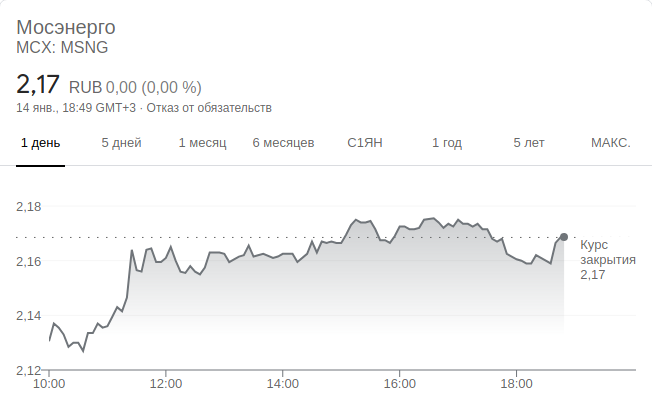 Мосэнерго
MCX: MSNG
2,17 RUB 0,00 (0,00 %)
14 янв., 18:49 GMT+3 · Отказ от обязательств
1 день 5 дней 1 месяц 6 месяцев С1ЯН 1 год 5 лет МАКС.
2,18
2,16
2,14
2,12
Курс
закрытия
2,17
10:00 12:00 14:00 16:00 18:00